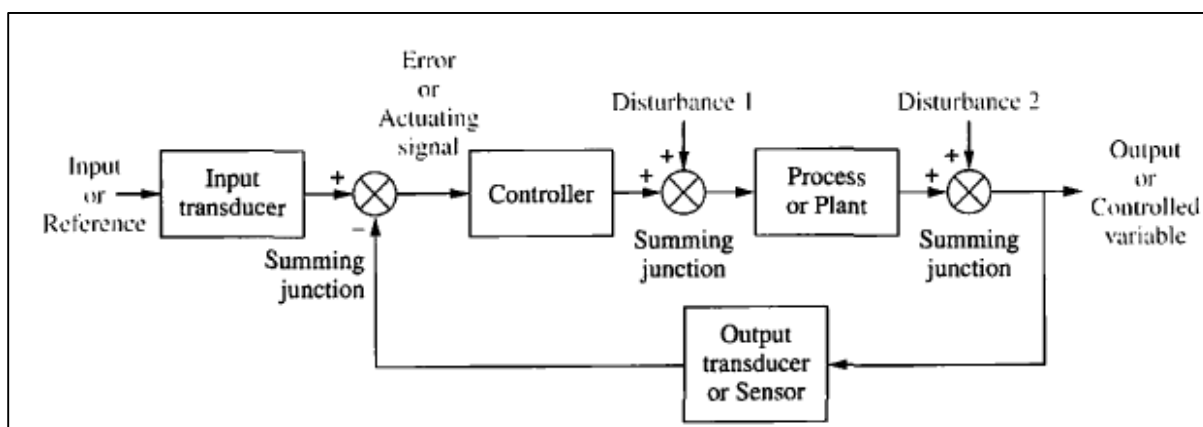 Error
or
Actuating
signal
Disturbance 1
Disturbance 2
Input
or
Reference
Input
transducer
+
−
Summing
junction
Controller
+
+
Summing
junction
Process
or Plant
+
+
Summing
junction
Output
or
Controlled
variable
Output
transducer
or Sensor